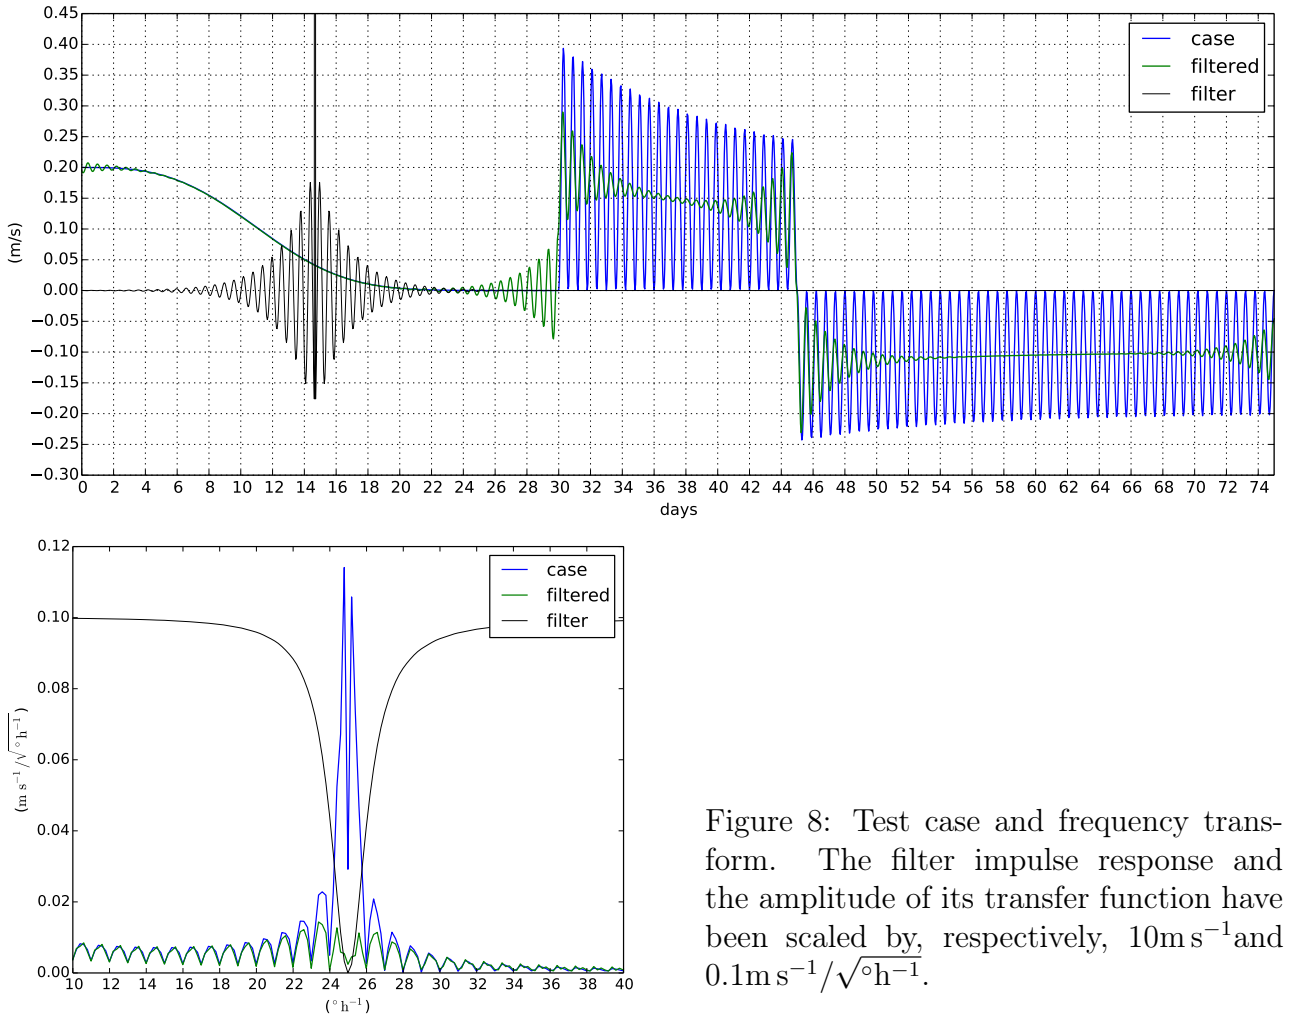 0.45
0.40
0.35
0.30
0.25
0.20
0.15
0.10
0.05
0.00
−0.05
−0.10
−0.15
−0.20
−0.25
−0.30
(m/s)
case
filtered
filter
0 2 4 6 8 10 12 14 16 18 20 22 24 26 28 30 32 34 36 38 40 42 44 46 48 50 52 54 56 58 60 62 64 66 68 70 72 74
days
0.12
0.10
0.08
0.06
0.04
0.02
0.00
(m s⁻¹/√°h⁻¹)
case
filtered
filter
10 12 14 16 18 20 22 24 26 28 30 32 34 36 38 40
(°h⁻¹)
Figure 8: Test case and frequency trans-
form. The filter impulse response and
the amplitude of its transfer function have
been scaled by, respectively, 10m s⁻¹and
0.1m s⁻¹/√°h⁻¹.